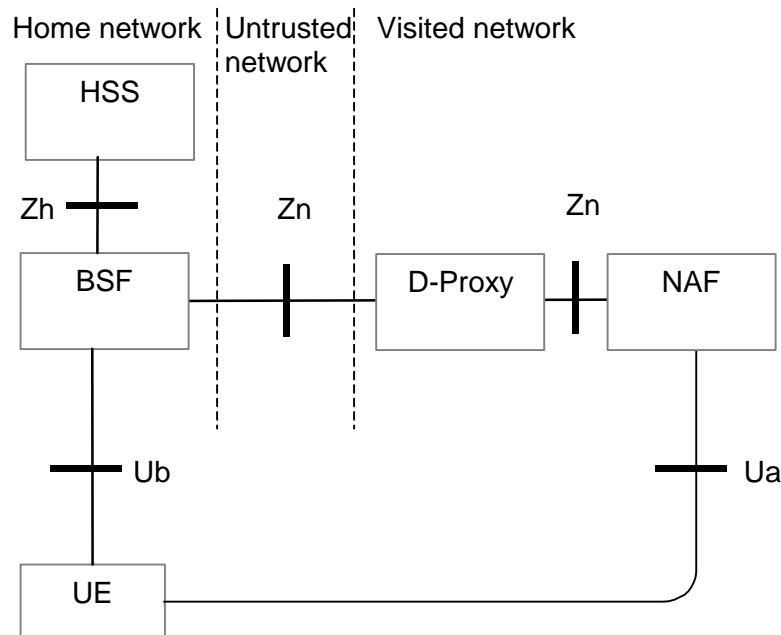 Home network
Untrusted network
Visited network
HSS
Zh
Zn
Zn
BSF
D-Proxy
NAF
Ub
Ua
UE